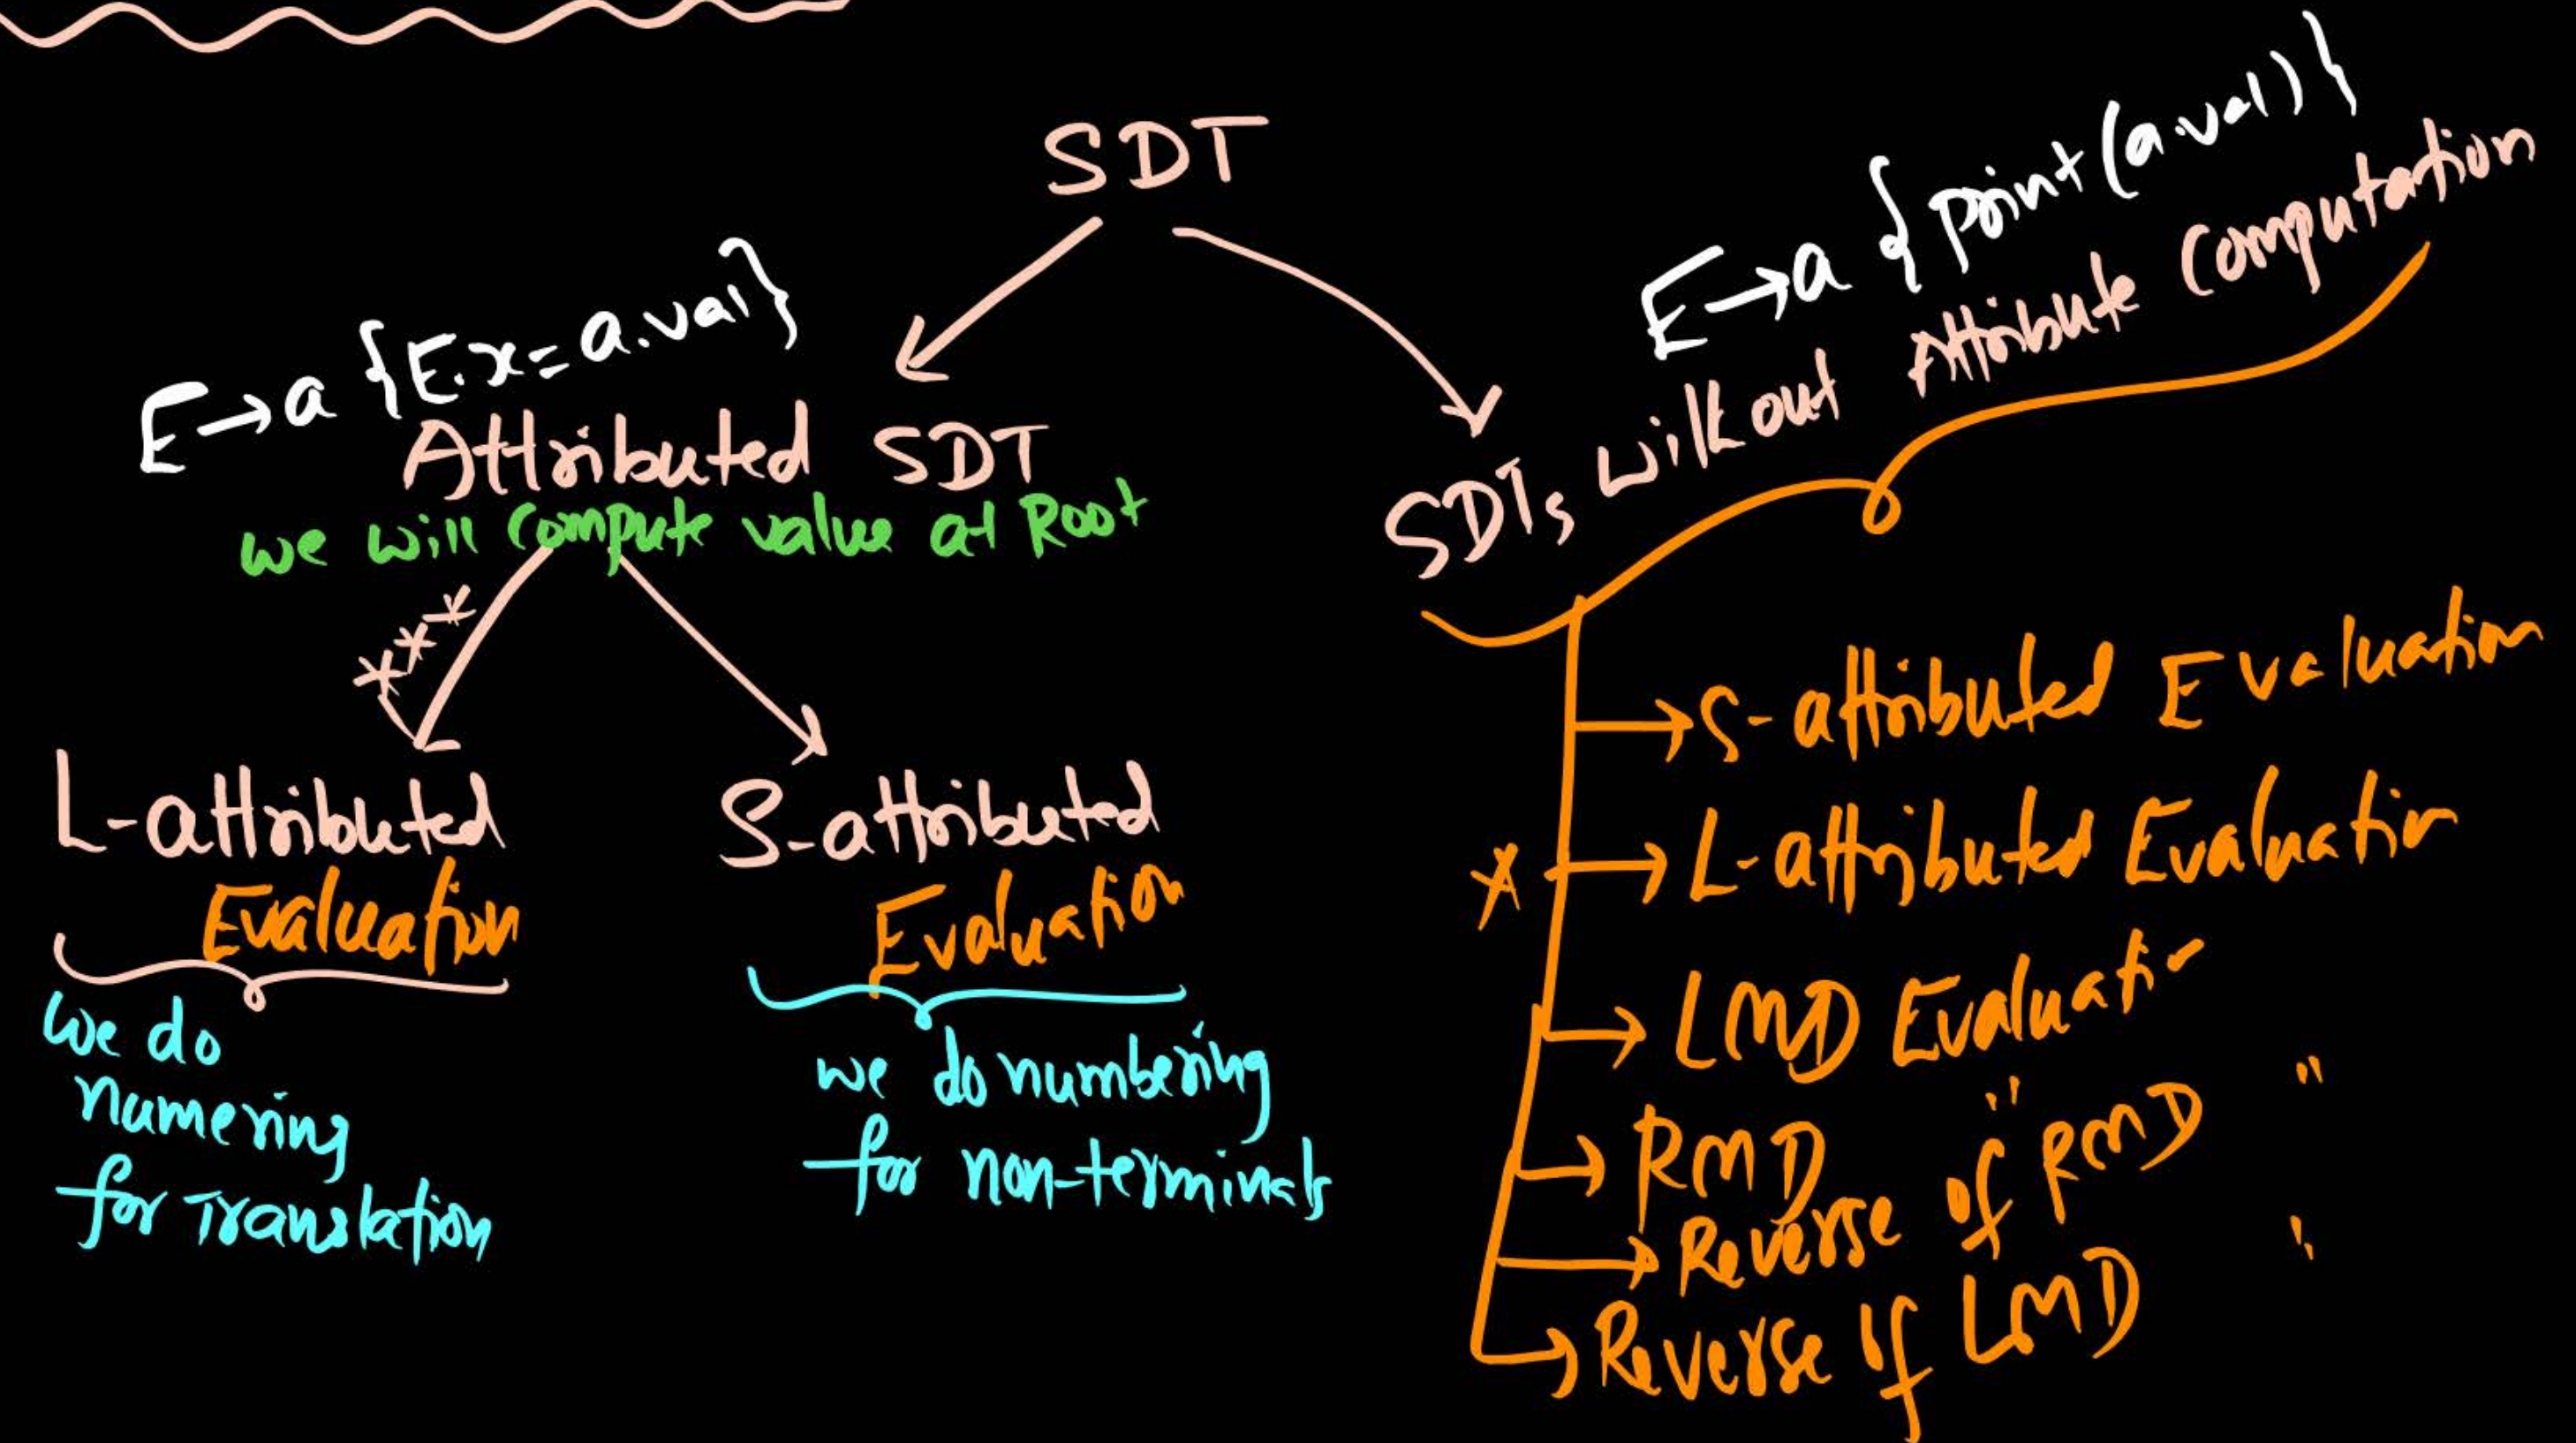 SDT
E→a {E.x=a.val}
Attributed SDT
we will compute value at Root
L-attributed
Evaluation
we do
numering
for Translation
S-attributed
Evaluation
we do numbering
for non-terminals
E→a {print(a.val)}
SDTs without Attribute Computation
→S-attributed Evaluation
→L-attributed Evaluation
→LMD Evaluation
→RMD "
→Reverse of RMD "
→Reverse of LMD "